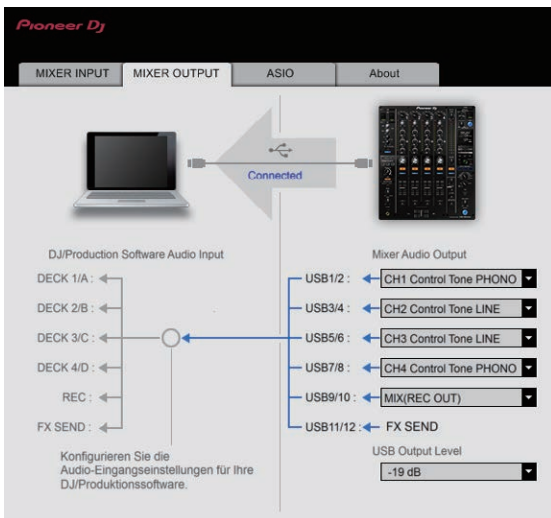 Pioneer Dj
MIXER INPUT
MIXER OUTPUT
ASIO
About
Connected
DJ/Production Software Audio Input
Mixer Audio Output
DECK 1/A :
USB1/2 :
CH1 Control Tone PHONO
DECK 2/B :
USB3/4 :
CH2 Control Tone LINE
DECK 3/C :
USB5/6 :
CH3 Control Tone LINE
DECK 4/D :
USB7/8 :
CH4 Control Tone PHONO
REC :
USB9/10 :
MIX(REC OUT)
FX SEND :
USB11/12 :
FX SEND
Konfigurieren Sie die
Audio-Eingangseinstellungen für Ihre
DJ/Produktionssoftware.
USB Output Level
-19 dB